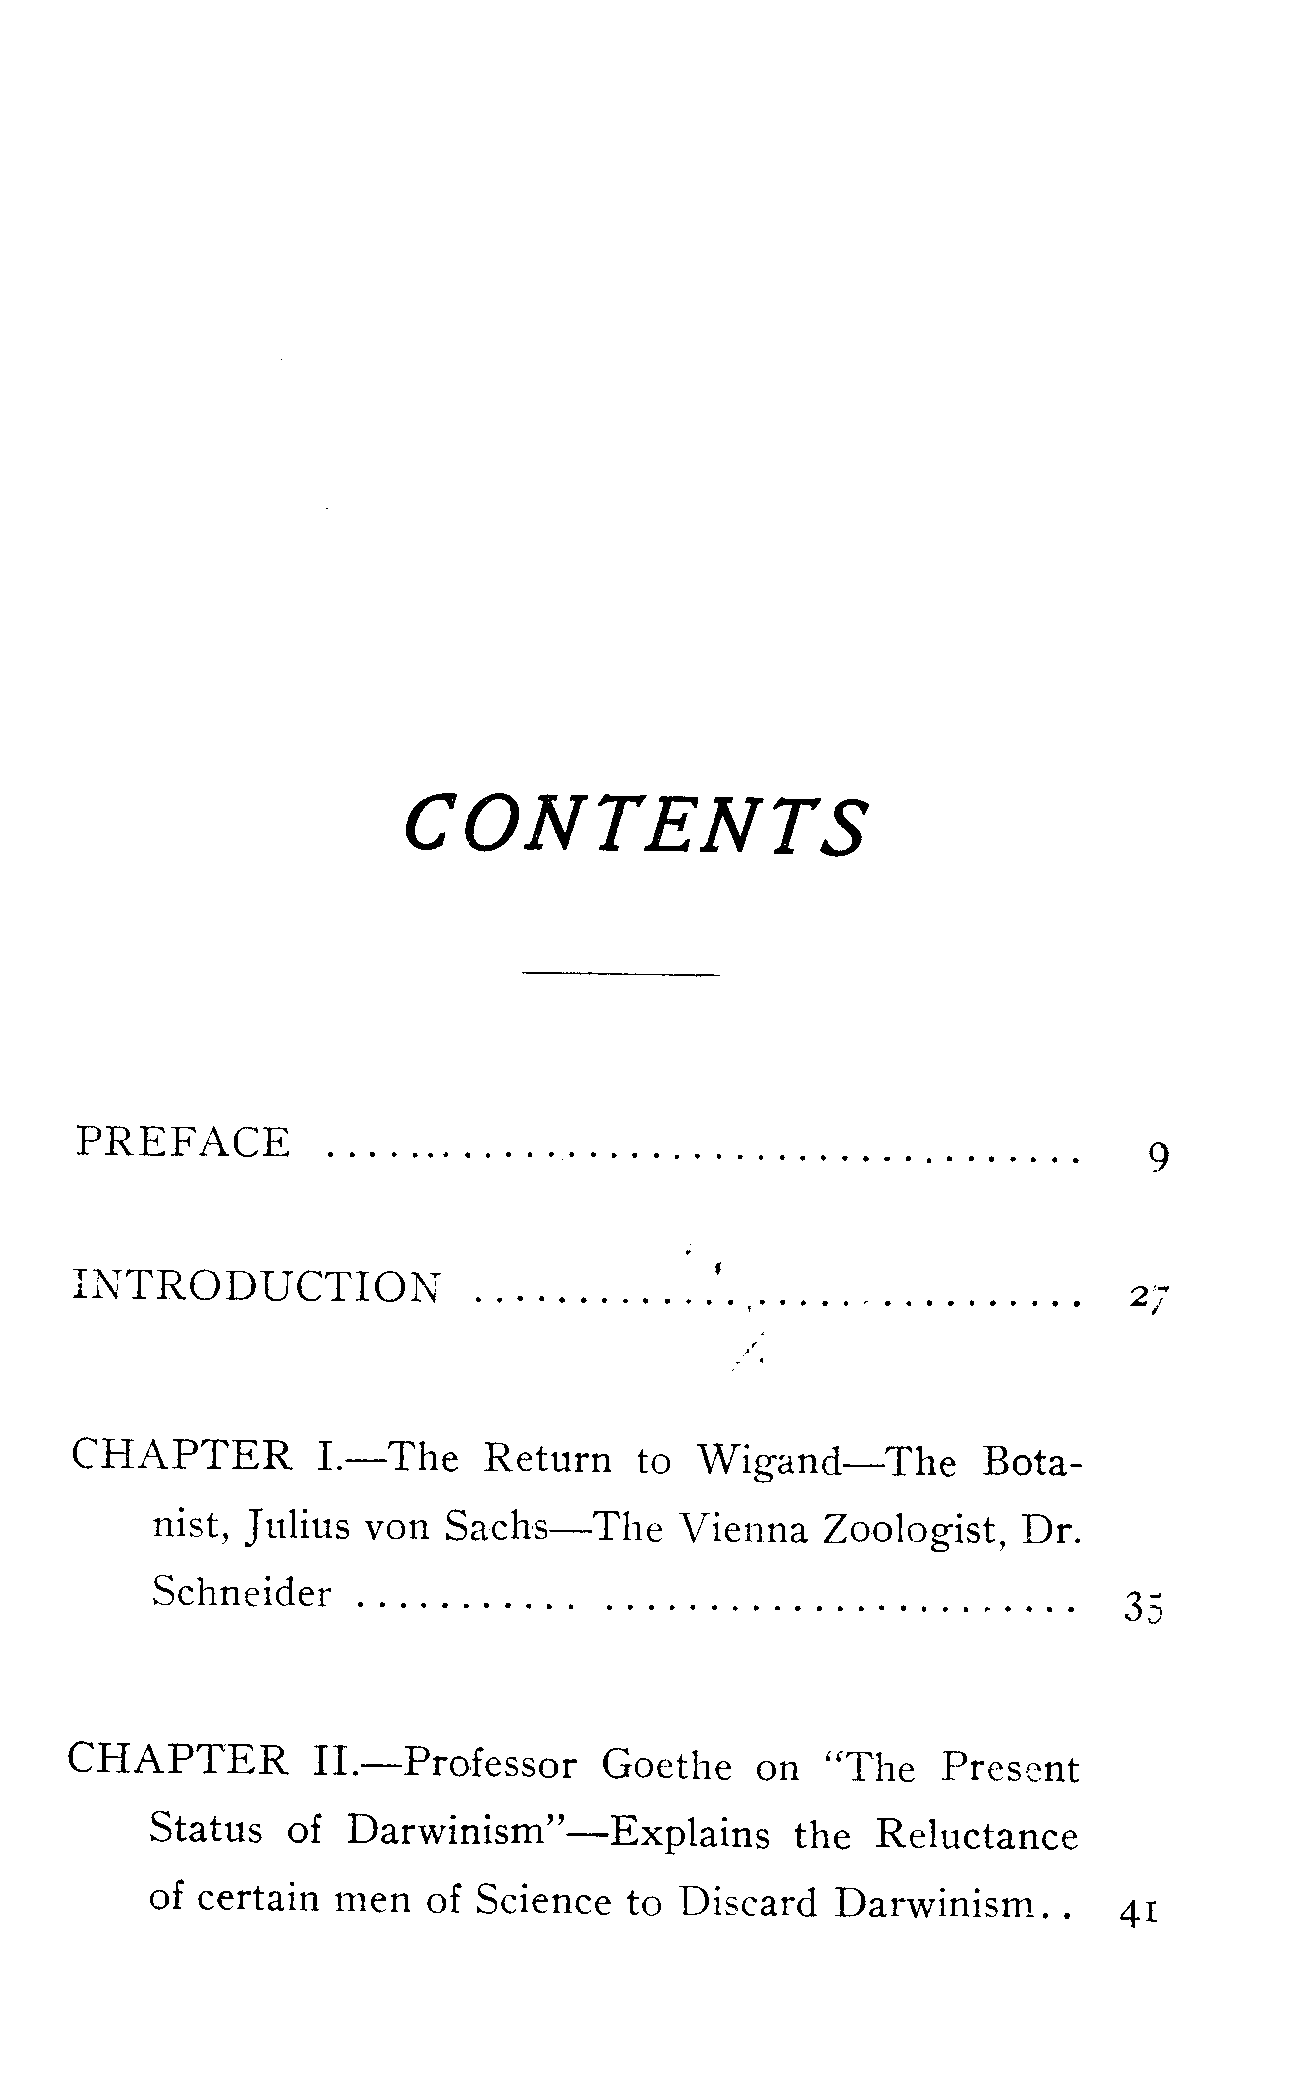 CONTENTS
PREFACE .................................... 9
INTRODUCTION ............................. 27
CHAPTER I.—The Return to Wigand—The Bota-
nist, Julius von Sachs—The Vienna Zoologist, Dr.
Schneider .................................. 35
CHAPTER II.—Professor Goethe on "The Present
Status of Darwinism"—Explains the Reluctance
of certain men of Science to Discard Darwinism.. 41